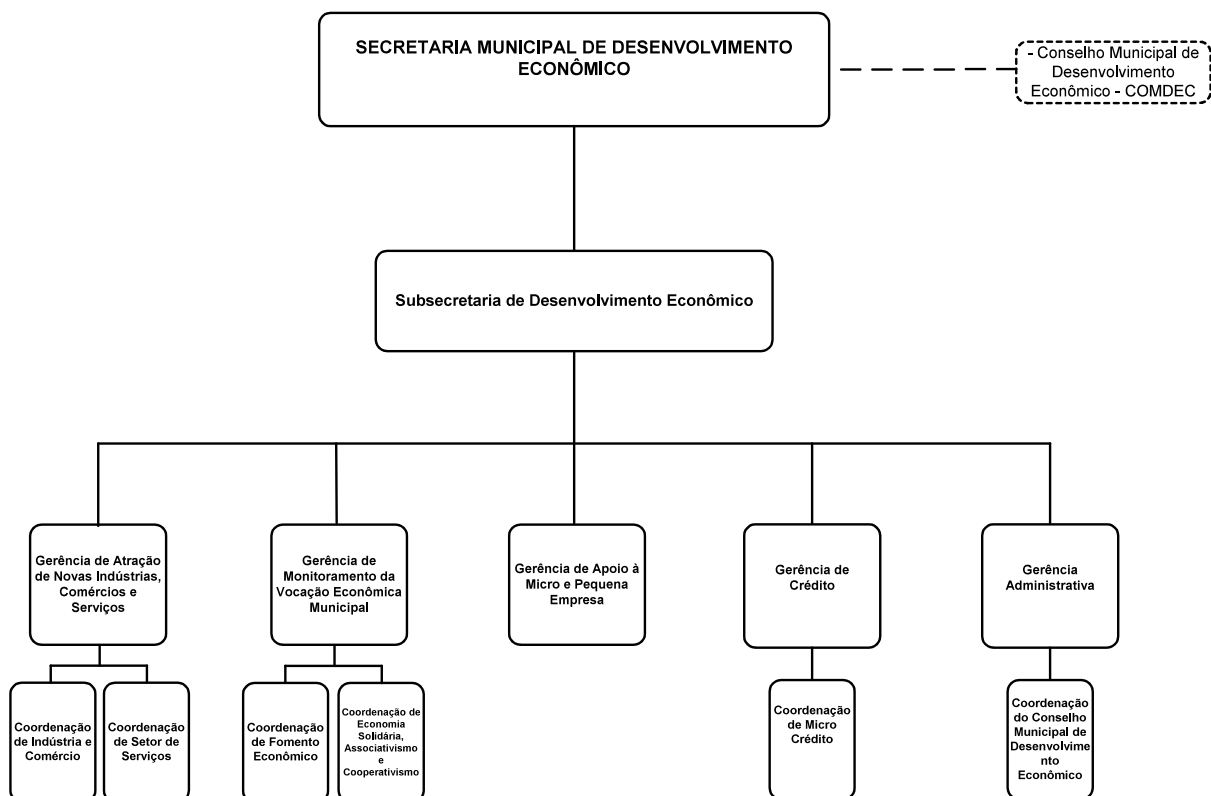 SECRETARIA MUNICIPAL DE DESENVOLVIMENTO
ECONÔMICO
- Conselho Municipal de
Desenvolvimento
Econômico - COMDEC
Subsecretaria de Desenvolvimento Econômico
Gerência de Atração
de Novas Indústrias,
Comércios e
Serviços
Gerência de
Monitoramento da
Vocação Econômica
Municipal
Gerência de Apoio à
Micro e Pequena
Empresa
Gerência de
Crédito
Gerência
Administrativa
Coordenação
de Indústria e
Comércio
Coordenação
de Setor de
Serviços
Coordenação
de Fomento
Econômico
Coordenação de
Economia
Solidária,
Associativismo
e
Cooperativismo
Coordenação
de Micro
Crédito
Coordenação
do Conselho
Municipal de
Desenvolvime
nto
Econômico